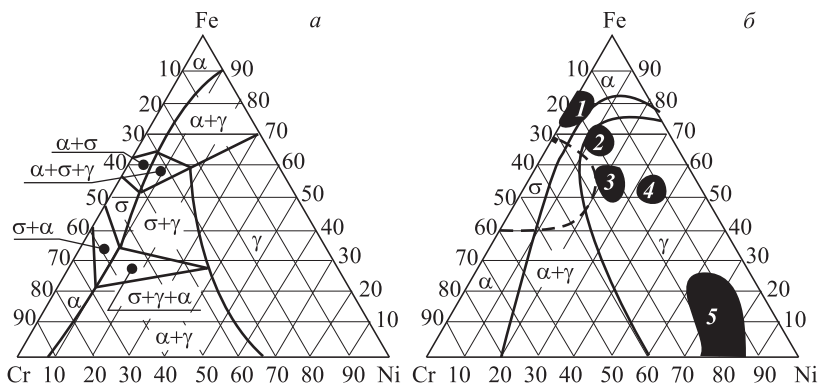 Fe а Fe б
10 α 90 10 α 90
20 80 20 1 80
30 α+γ 70 30 2 70
α+σ
40 60 40 60
α+σ+γ
50 σ 50 σ 3 4 50
σ+γ
σ+α 60 40 60 40
γ γ
70 30 70 30
α+γ
80 α 20 80 α 20
σ+γ+α 5
90 α+γ 10 90 10
Cr 10 20 30 40 50 60 70 80 90 Ni Cr 10 20 30 40 50 60 70 80 90 Ni